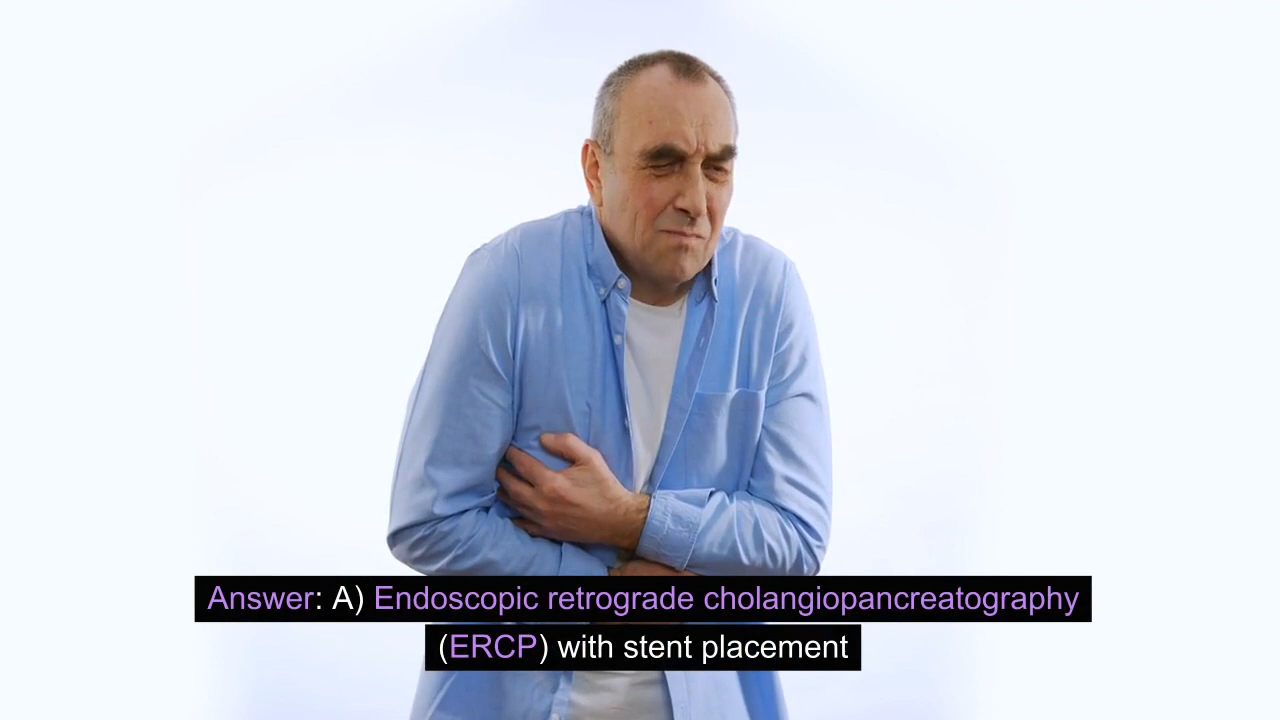 Answer: A) Endoscopic retrograde cholangiopancreatography
(ERCP) with stent placement